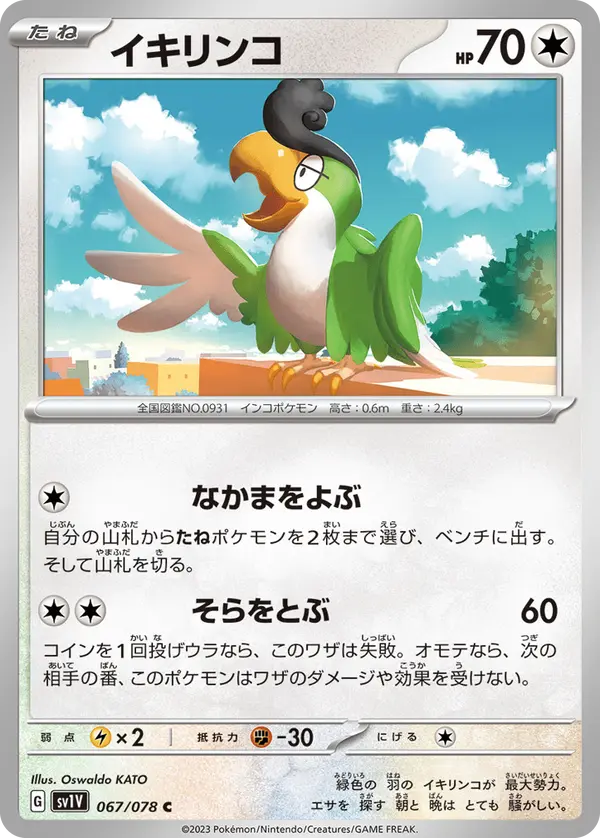 たね イキリンコ HP70
全国図鑑NO.0931 インコポケモン 高さ:0.6m 重さ:2.4kg
なかまをよぶ
自分の山札からたねポケモンを2枚まで選び、ベンチに出す。
そして山札を切る。
そらをとぶ 60
コインを1回投げウラなら、このワザは失敗。オモテなら、次の
相手の番、このポケモンはワザのダメージや効果を受けない。
弱点 ×2 抵抗力 -30 にげる
Illus. Oswaldo KATO
G sv1V 067/078 C
緑色の 羽の イキリンコが 最大勢力。
エサを 探す 朝と 晩は とても 騒がしい。
©2023 Pokémon/Nintendo/Creatures/GAME FREAK.